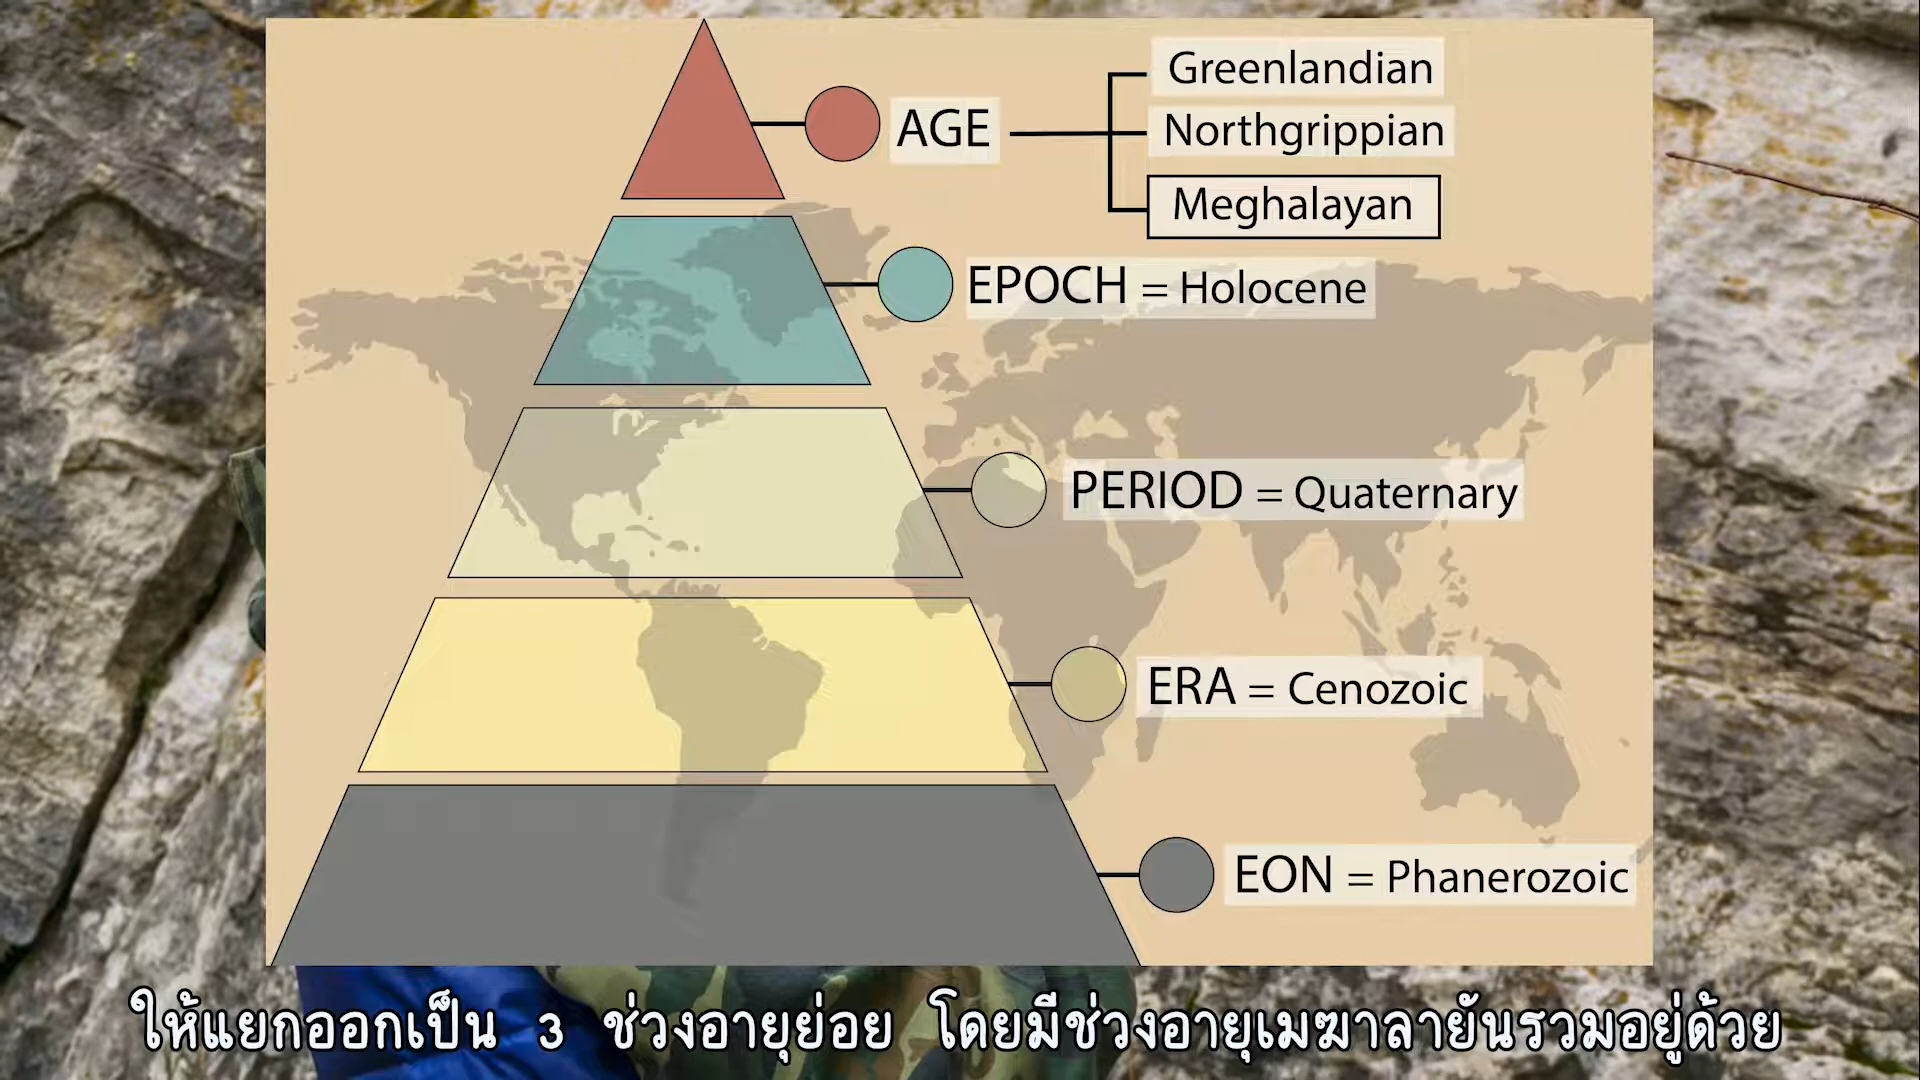 AGE
Greenlandian
Northgrippian
Meghalayan
EPOCH = Holocene
PERIOD = Quaternary
ERA = Cenozoic
EON = Phanerozoic
ให้แยกออกเป็น 3 ช่วงอายุย่อย โดยมีช่วงอายุเมฆาลายันรวมอยู่ด้วย